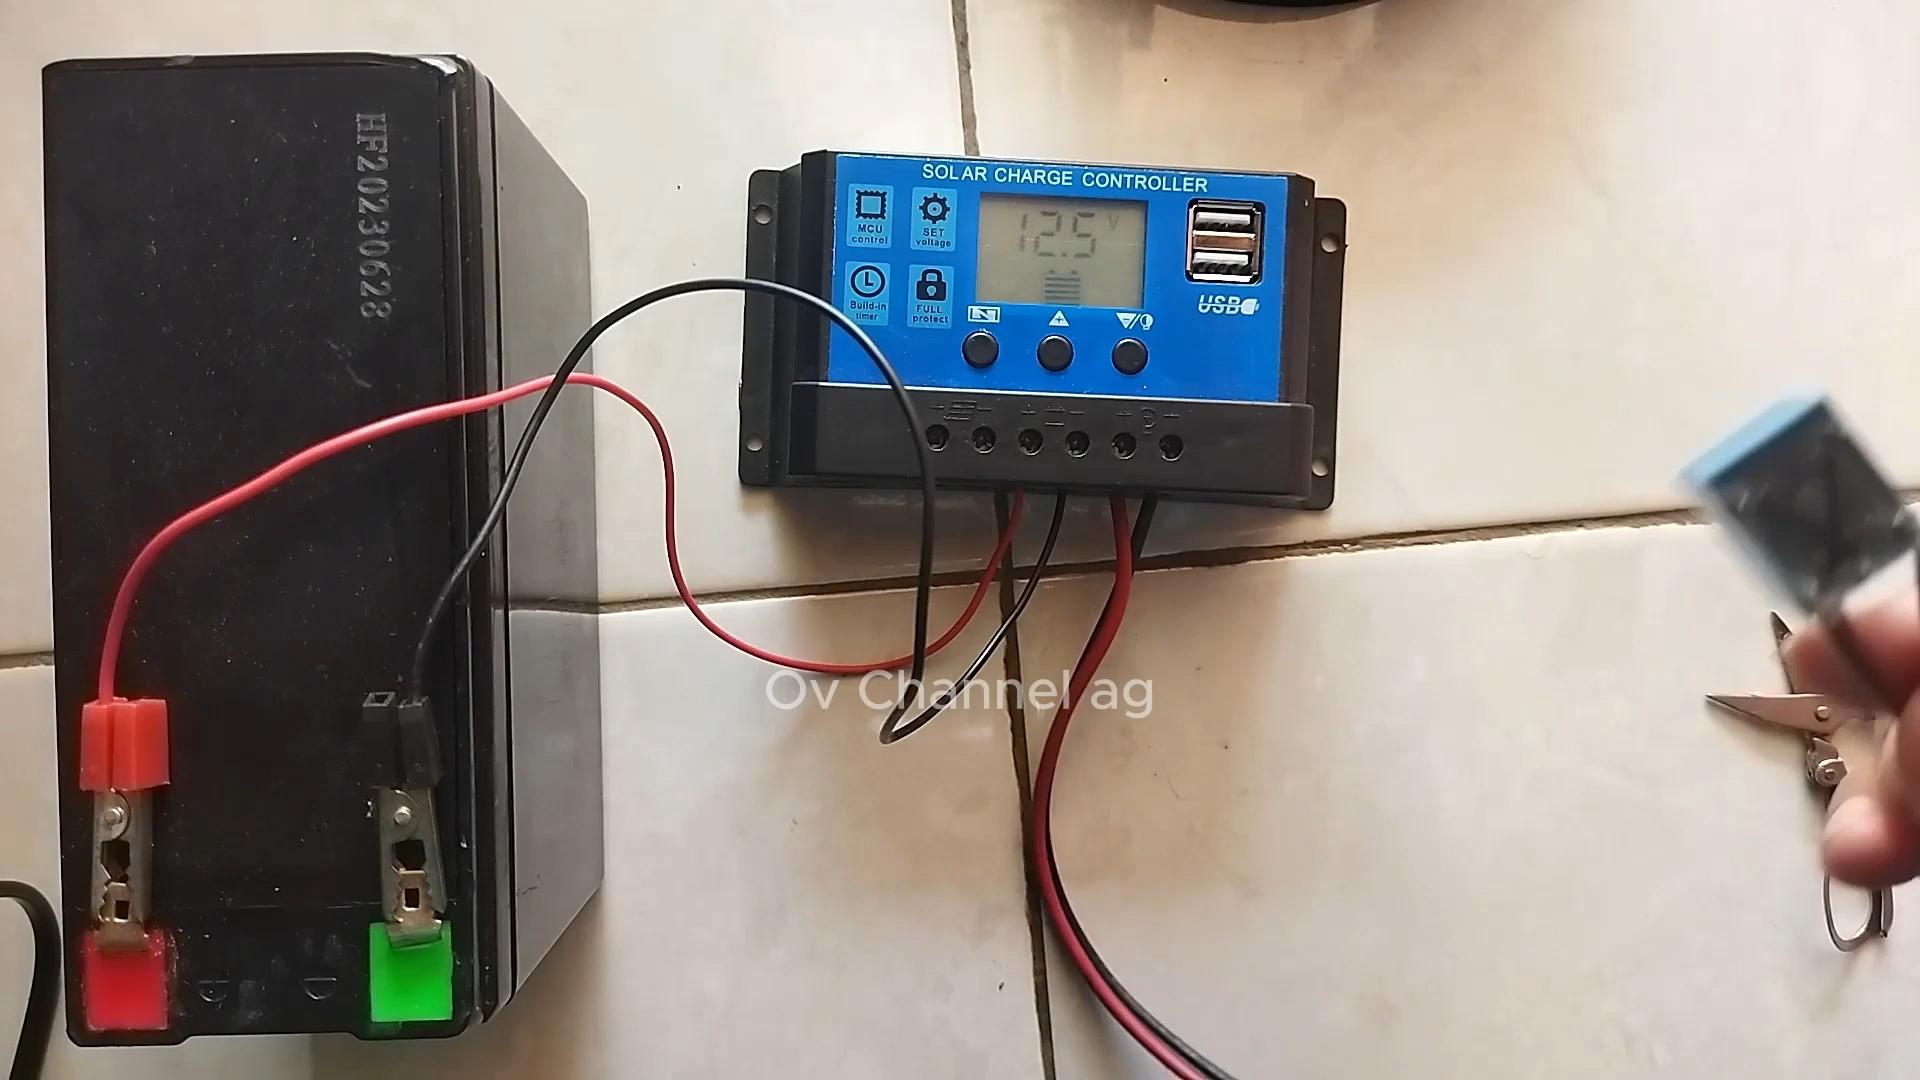 HF20230628
SOLAR CHARGE CONTROLLER
MCU
control
SET
voltage
12.5 V
Build-in
timer
FULL
protect
USB
Ov Channel ag